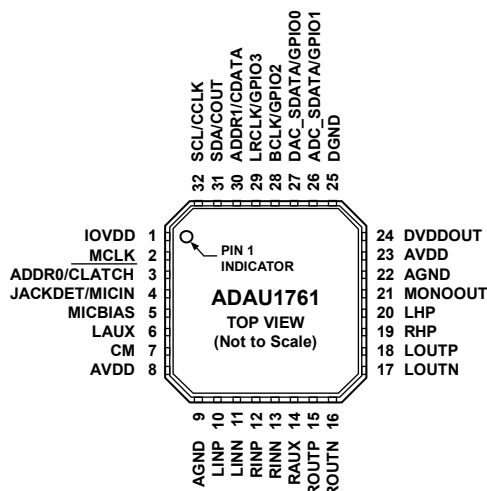 32 SCL/CCLK
31 SDA/COUT
30 ADDR1/CDATA
29 LRCLK/GPIO3
28 BCLK/GPIO2
27 DAC_SDATA/GPIO0
26 ADC_SDATA/GPIO1
25 DGND
IOVDD 1
MCLK 2
ADDR0/CLATCH 3
JACKDET/MICIN 4
MICBIAS 5
LAUX 6
CM 7
AVDD 8
PIN 1
INDICATOR
ADAU1761
TOP VIEW
(Not to Scale)
24 DVDDOUT
23 AVDD
22 AGND
21 MONOOUT
20 LHP
19 RHP
18 LOUTP
17 LOUTN
AGND 9
LINP 10
LINN 11
RINP 12
RINN 13
RAUX 14
ROUTP 15
ROUTN 16